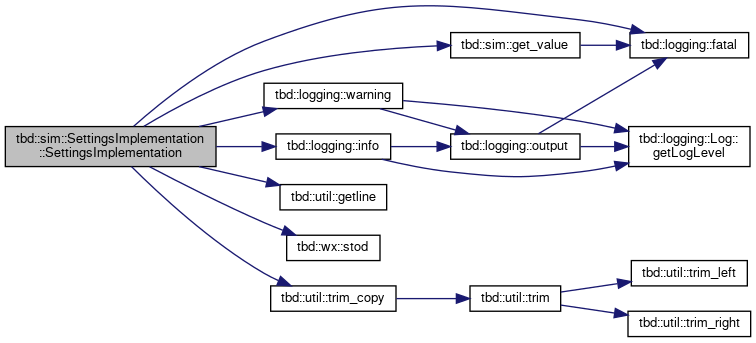 tbd::sim::SettingsImplementation
::SettingsImplementation
tbd::sim::get_value
tbd::logging::fatal
tbd::logging::warning
tbd::logging::info
tbd::logging::output
tbd::logging::Log::
getLogLevel
tbd::util::getline
tbd::wx::stod
tbd::util::trim_copy
tbd::util::trim
tbd::util::trim_left
tbd::util::trim_right